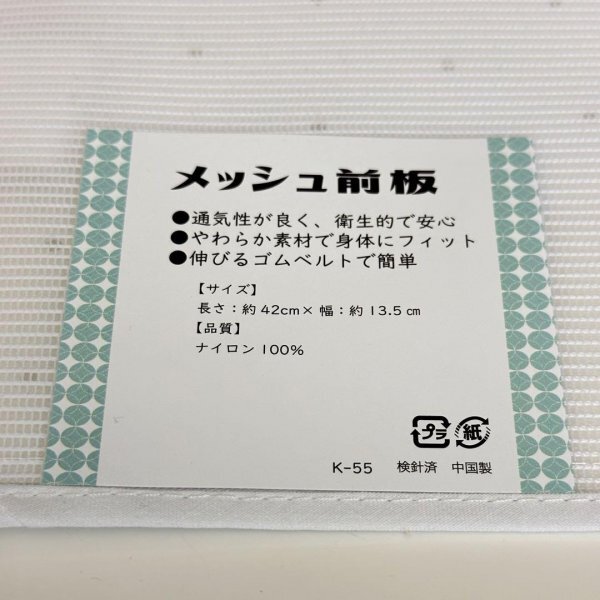 メッシュ前板
●通気性が良く、衛生的で安心
●やわらか素材で身体にフィット
●伸びるゴムベルトで簡単
【サイズ】
長さ：約42cm×幅：約13.5㎝
【品質】
ナイロン100%
プラ 紙
K-55 検針済 中国製